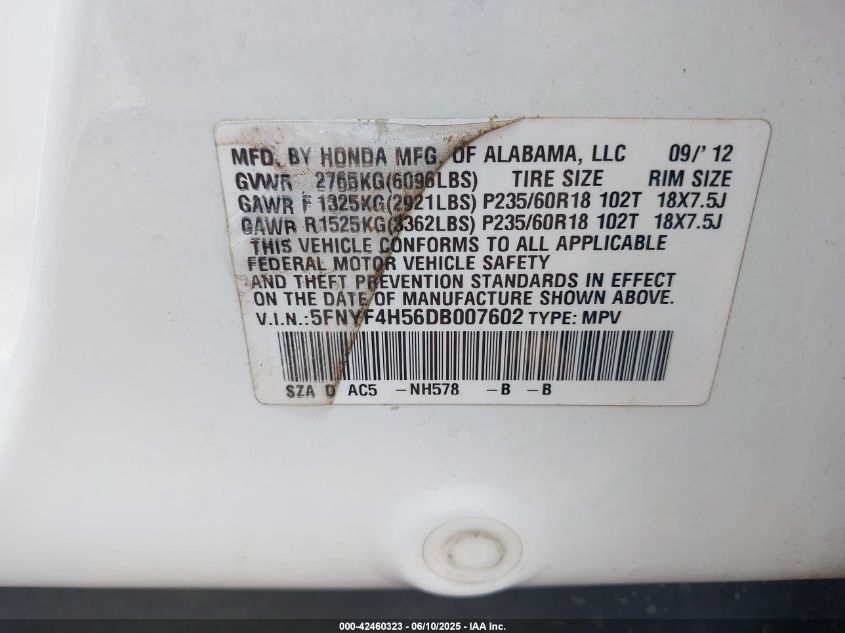 MFD. BY HONDA MFG. OF ALABAMA, LLC 09/' 12
GVWR 2765KG(6096LBS) TIRE SIZE RIM SIZE
GAWR F1325KG(2921LBS) P235/60R18 102T 18X7.5J
GAWR R1525KG(3362LBS) P235/60R18 102T 18X7.5J
THIS VEHICLE CONFORMS TO ALL APPLICABLE
FEDERAL MOTOR VEHICLE SAFETY
AND THEFT PREVENTION STANDARDS IN EFFECT
ON THE DATE OF MANUFACTURE SHOWN ABOVE.
V.I.N.:5FNYF4H56DB007602 TYPE: MPV
SZA D AC5 –NH578 –B –B
000-42460323 – 06/10/2025 – IAA Inc.